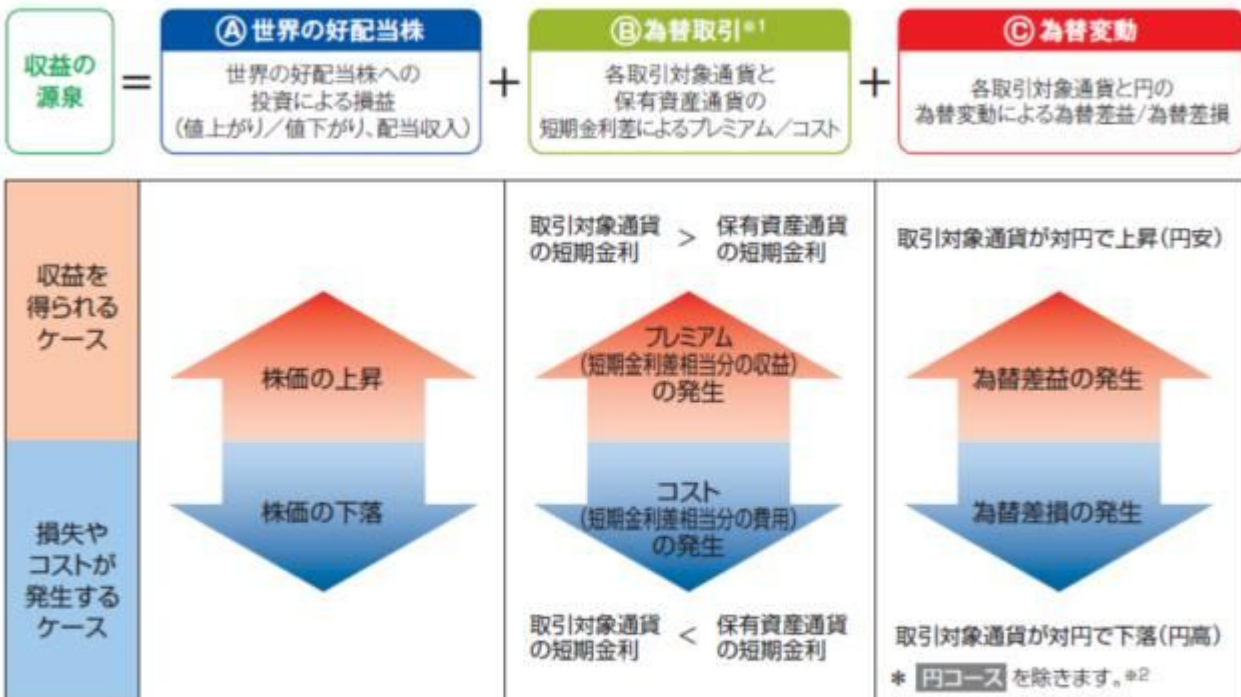 収益の
源泉
=
Ⓐ世界の好配当株
世界の好配当株への
投資による損益
(値上がり／値下がり、配当収入)
+
Ⓑ為替取引※1
各取引対象通貨と
保有資産通貨の
短期金利差によるプレミアム／コスト
+
Ⓒ為替変動
各取引対象通貨と円の
為替変動による為替差益/為替差損
収益を
得られる
ケース
株価の上昇
取引対象通貨
の短期金利
>
保有資産通貨
の短期金利
プレミアム
(短期金利差相当分の収益)
の発生
取引対象通貨が対円で上昇(円安)
為替差益の発生
損失や
コストが
発生する
ケース
株価の下落
コスト
(短期金利差相当分の費用)
の発生
取引対象通貨
の短期金利
<
保有資産通貨
の短期金利
為替差損の発生
取引対象通貨が対円で下落(円高)
* 円コース を除きます。※2